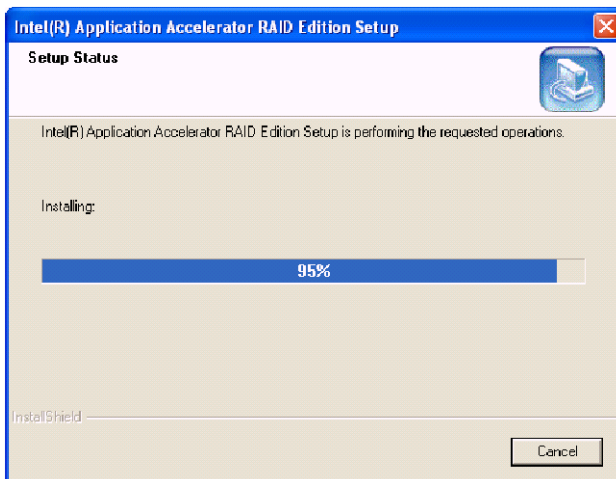 Intel(R) Application Accelerator RAID Edition Setup
Setup Status
Intel(R) Application Accelerator RAID Edition Setup is performing the requested operations.
Installing:
95%
InstallShield
Cancel